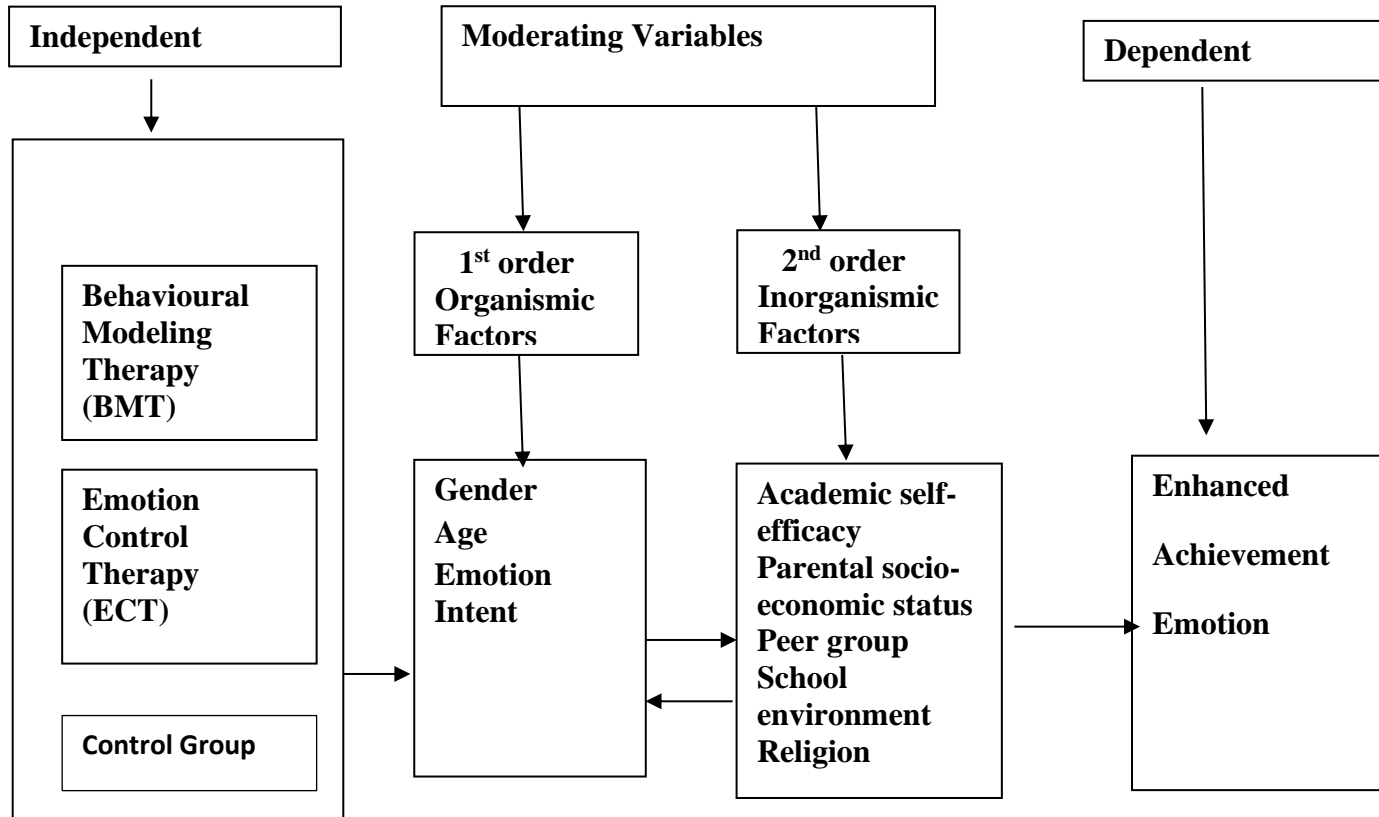 Independent
Moderating Variables
Dependent
1st order
Organismic
Factors
2nd order
Inorganismic
Factors
Behavioural
Modeling
Therapy
(BMT)
Emotion
Control
Therapy
(ECT)
Control Group
Gender
Age
Emotion
Intent
Academic self-
efficacy
Parental socio-
economic status
Peer group
School
environment
Religion
Enhanced
Achievement
Emotion